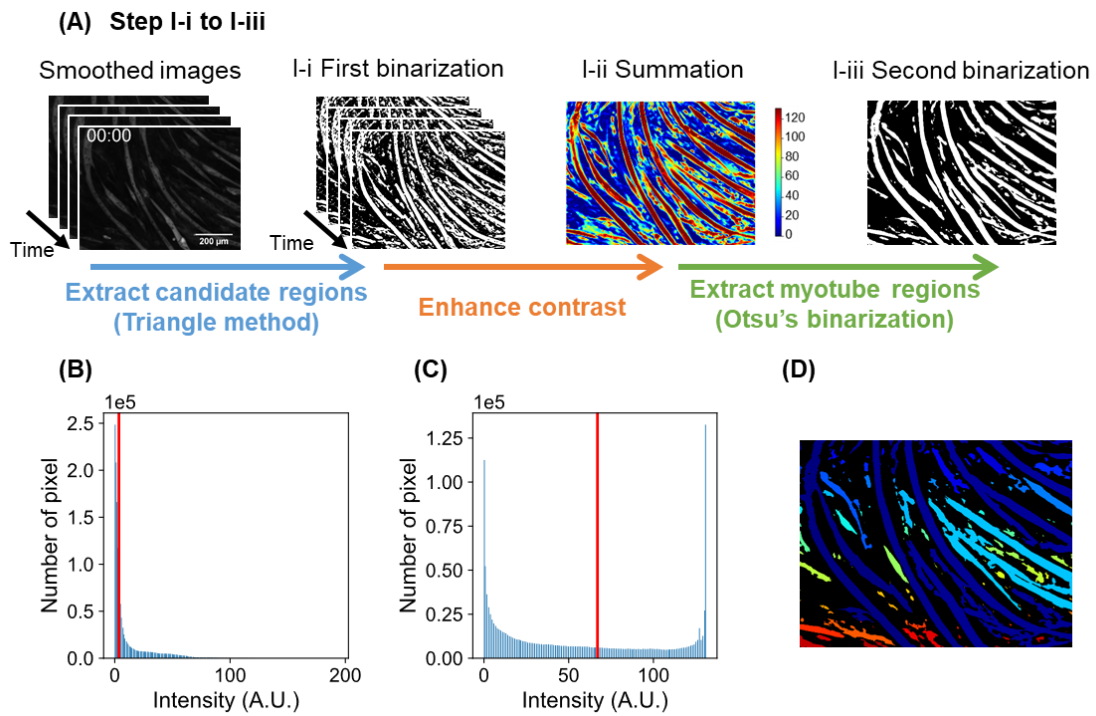 (A) Step I-i to I-iii
Smoothed images
I-i First binarization
I-ii Summation
I-iii Second binarization
00:00
200 µm
Time
Time
120
100
80
60
40
20
0
Extract candidate regions
(Triangle method)
Enhance contrast
Extract myotube regions
(Otsu's binarization)
(B)
1e5
2.5
2.0
1.5
1.0
0.5
0.0
Number of pixel
0 100 200
Intensity (A.U.)
(C)
1e5
1.25
1.00
0.75
0.50
0.25
0.00
Number of pixel
0 50 100
Intensity (A.U.)
(D)